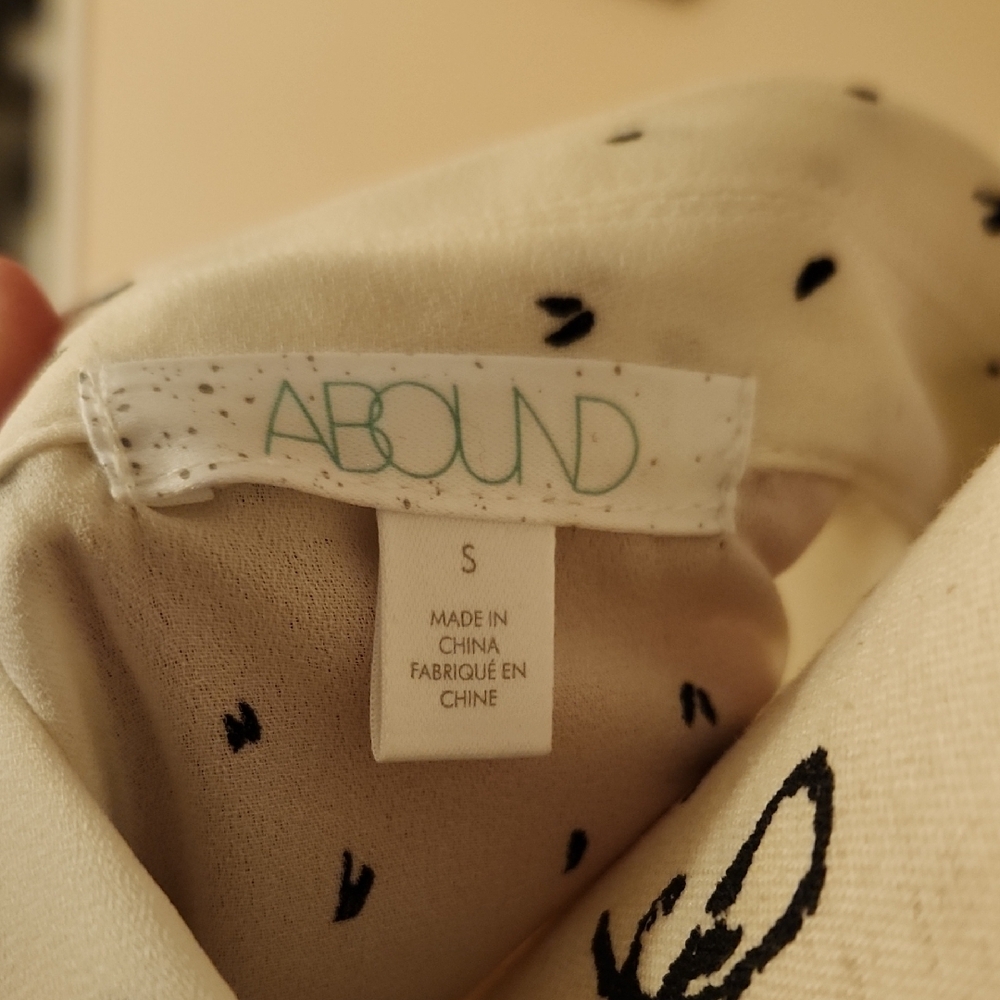 ABOUND
S
MADE IN
CHINA
FABRIQUÉ EN
CHINE